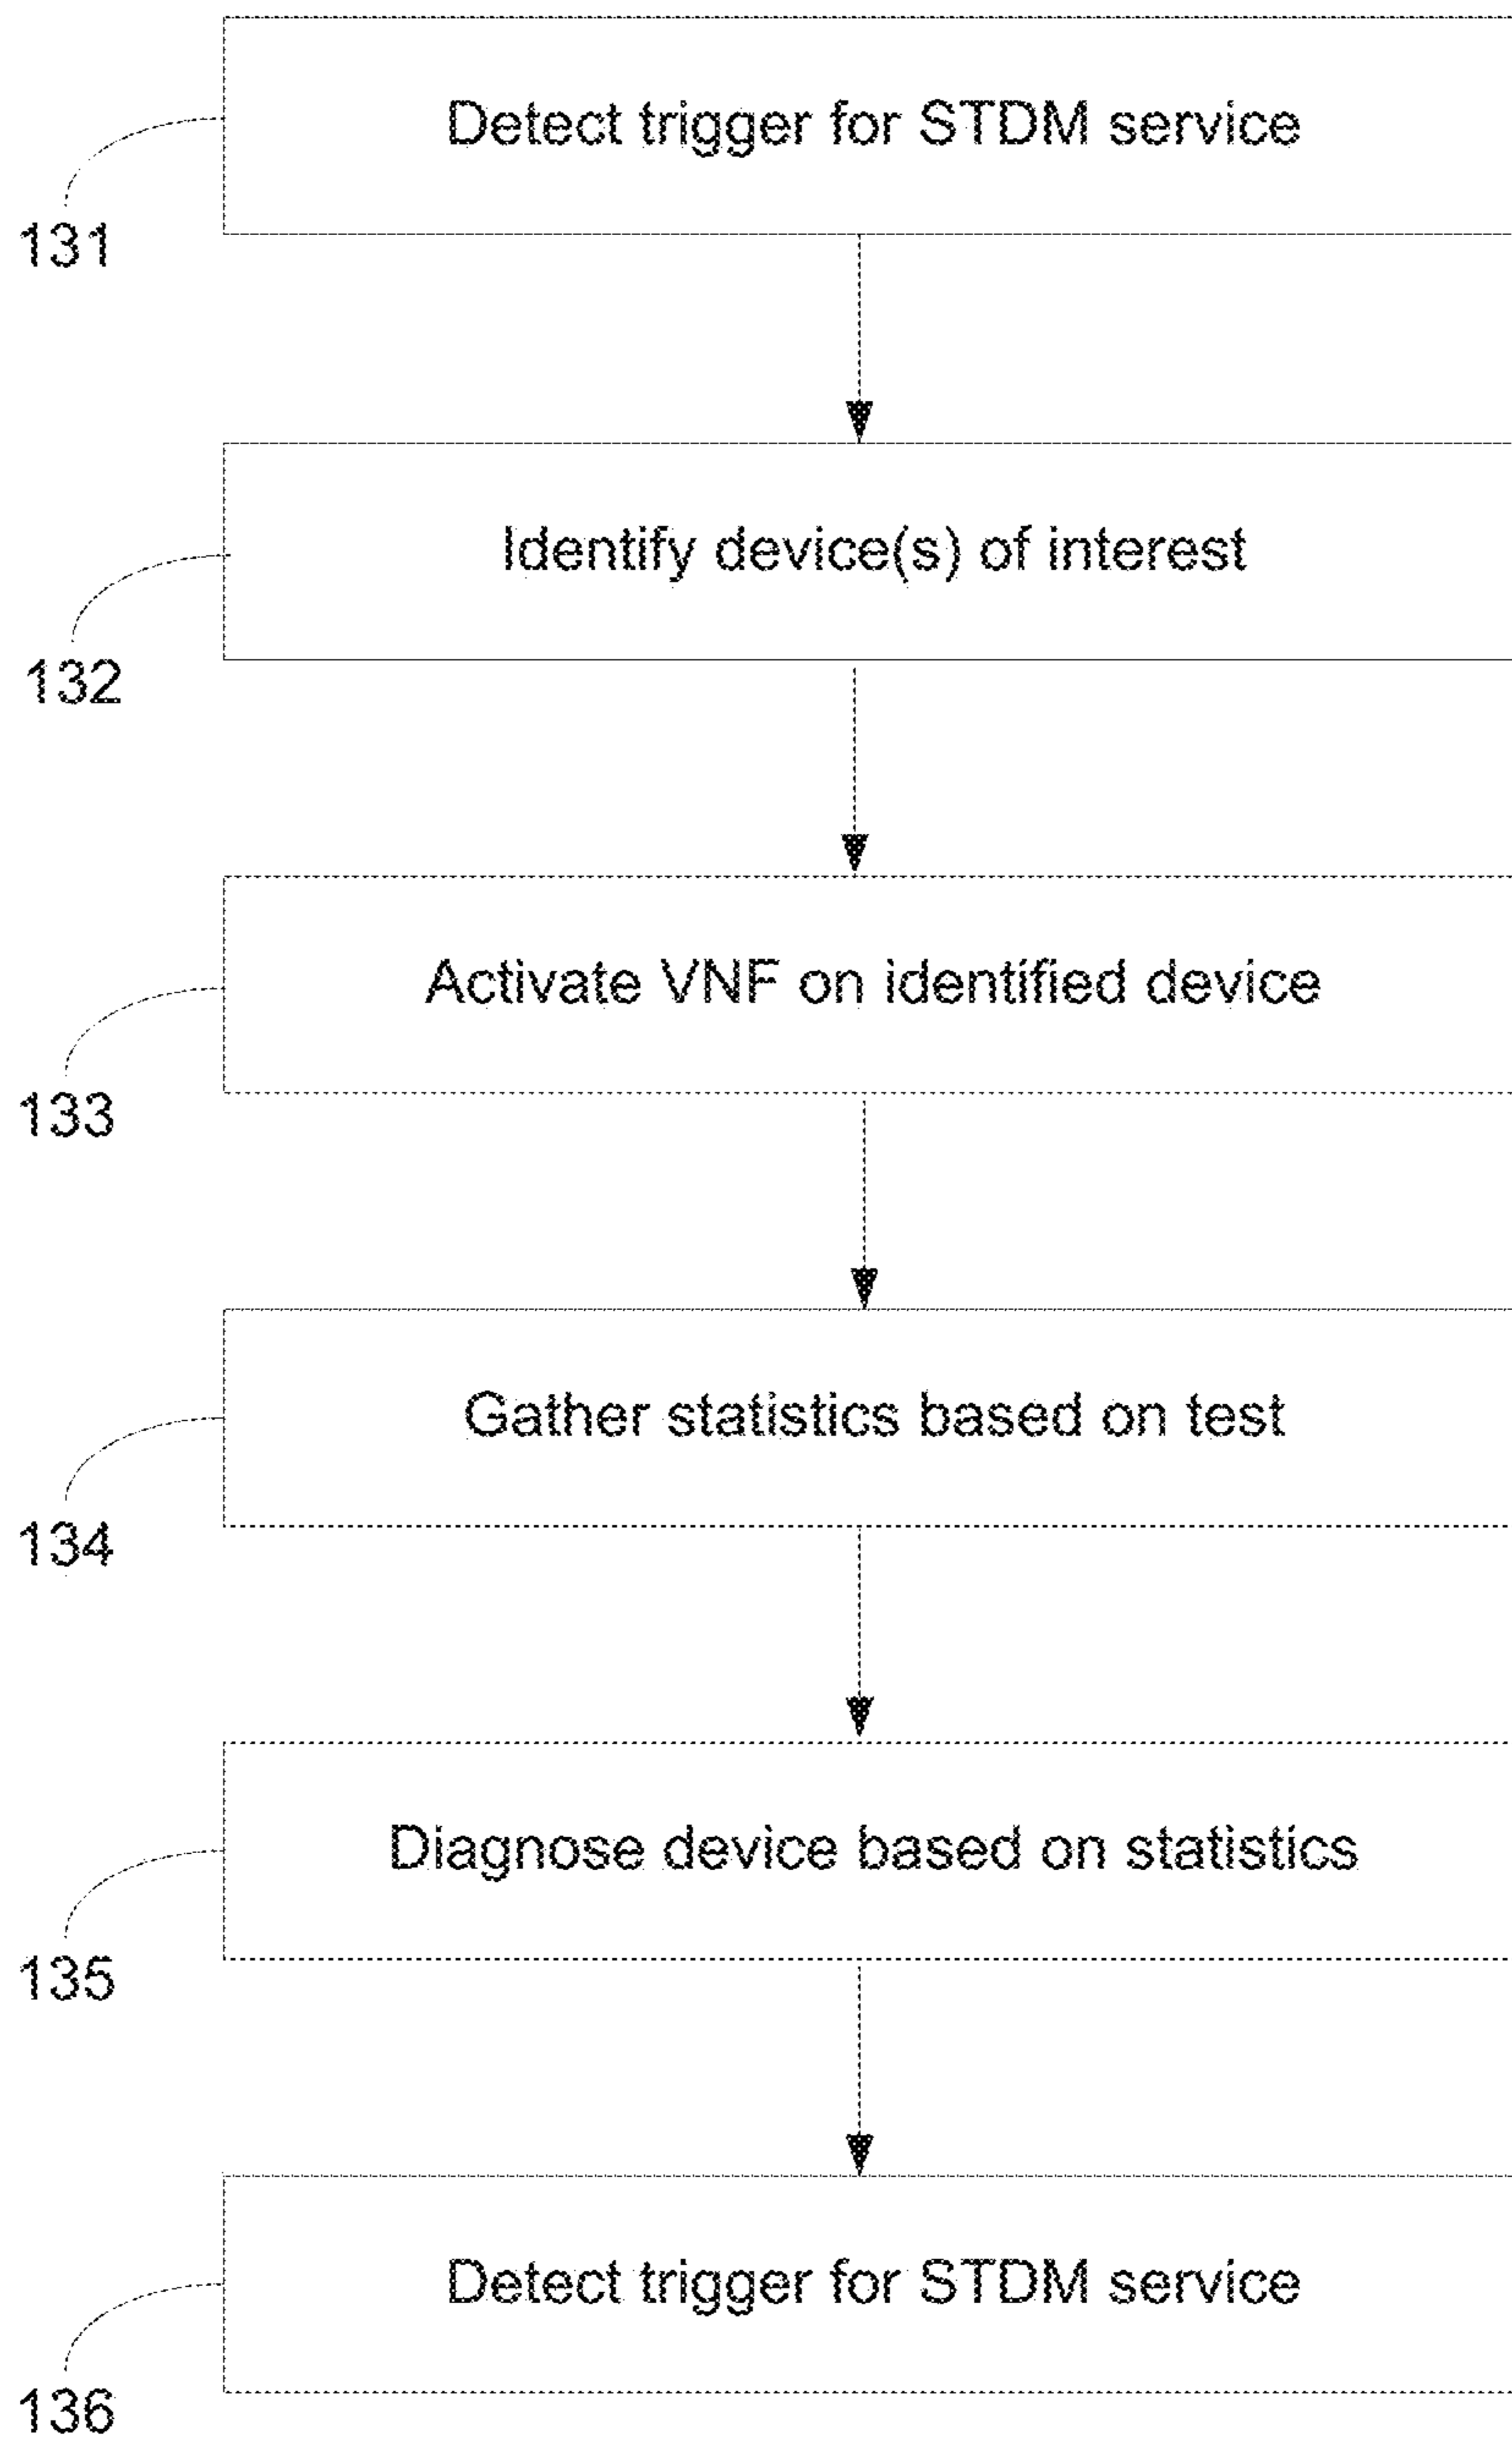 Detect trigger for STDM service
131
Identify device(s) of interest
132
Activate VNF on identified device
133
Gather statistics based on test
134
Diagnose device based on statistics
135
Detect trigger for STDM service
136